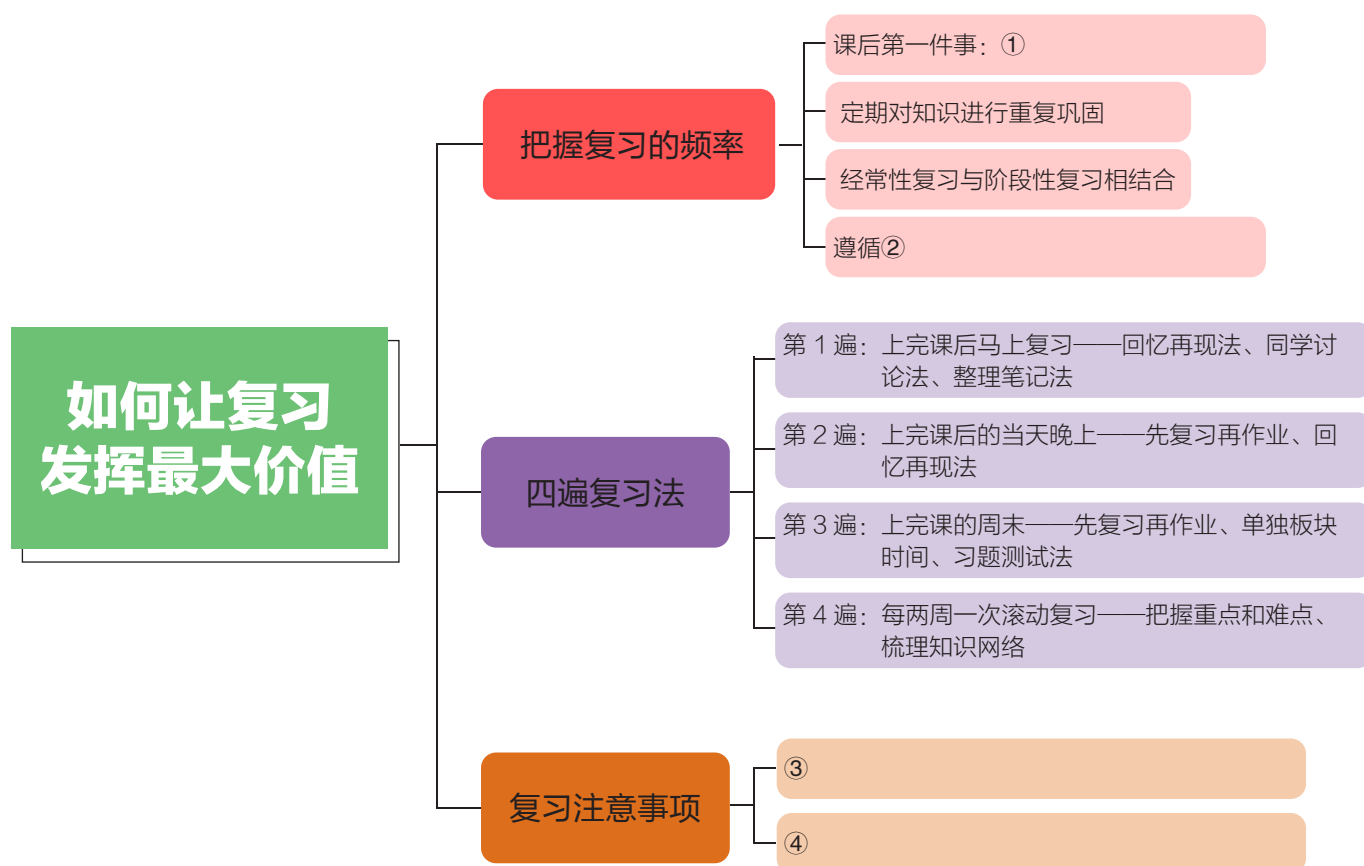 如何让复习
发挥最大价值
把握复习的频率
课后第一件事：①
定期对知识进行重复巩固
经常性复习与阶段性复习相结合
遵循②
四遍复习法
第 1 遍：上完课后马上复习——回忆再现法、同学讨
论法、整理笔记法
第 2 遍：上完课后的当天晚上——先复习再作业、回
忆再现法
第 3 遍：上完课的周末——先复习再作业、单独板块
时间、习题测试法
第 4 遍：每两周一次滚动复习——把握重点和难点、
梳理知识网络
复习注意事项
③
④